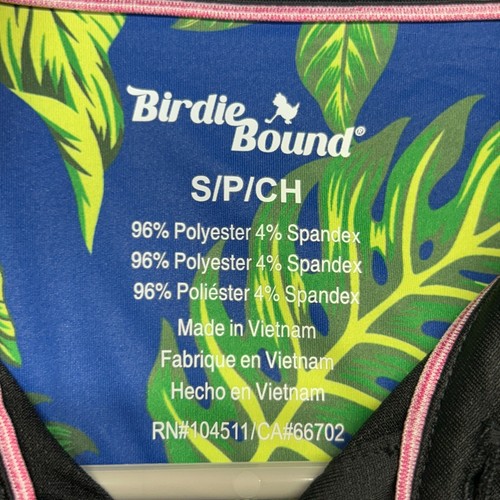 Birdie
Bound®
S/P/CH
96% Polyester 4% Spandex
96% Polyester 4% Spandex
96% Poliéster 4% Spandex
Made in Vietnam
Fabrique en Vietnam
Hecho en Vietnam
RN#104511/CA#66702